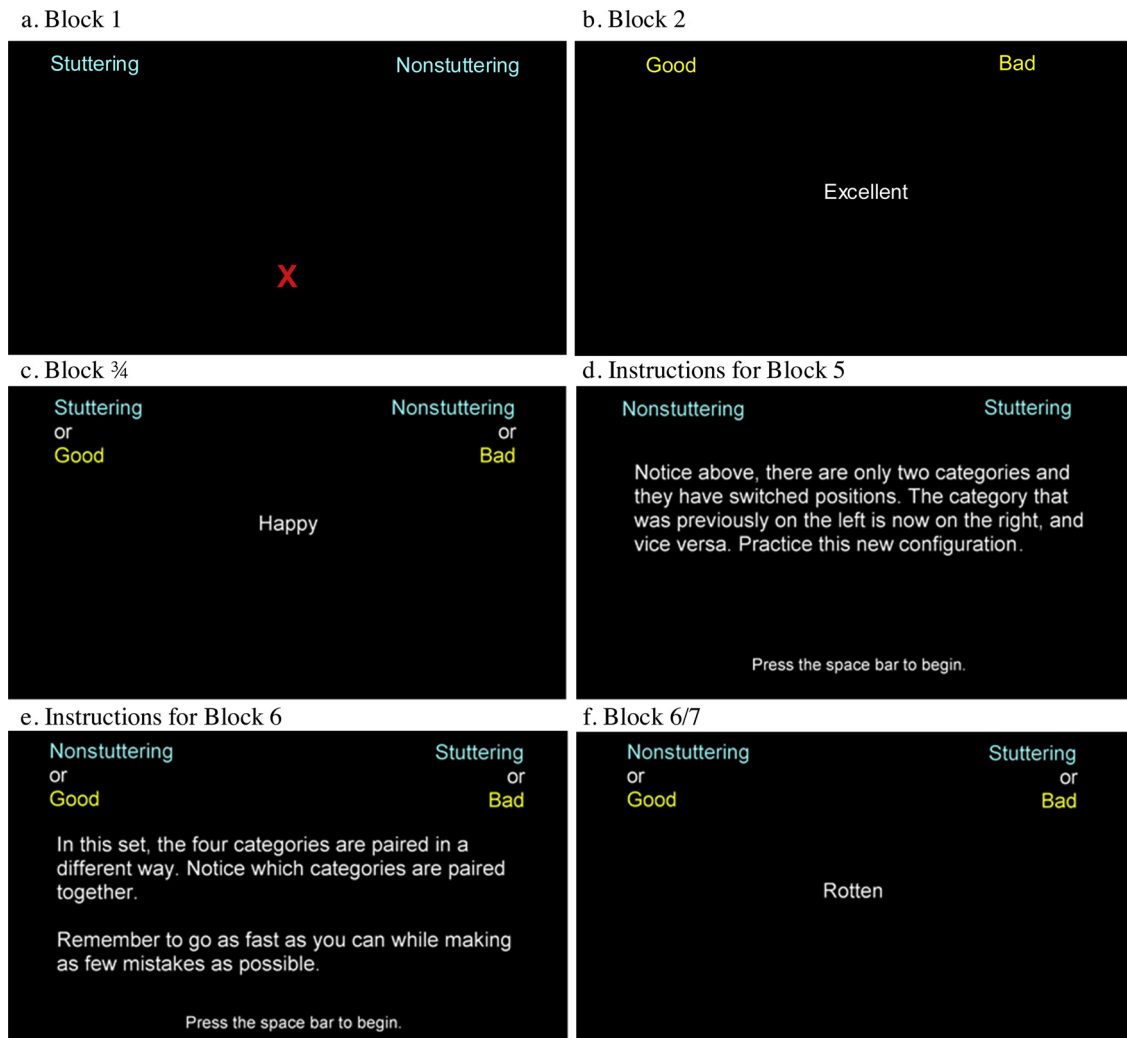 a. Block 1
Stuttering Nonstuttering
X
b. Block 2
Good Bad
Excellent
c. Block ¾
Stuttering Nonstuttering
or or
Good Bad
Happy
d. Instructions for Block 5
Nonstuttering Stuttering
Notice above, there are only two categories and
they have switched positions. The category that
was previously on the left is now on the right, and
vice versa. Practice this new configuration.
Press the space bar to begin.
e. Instructions for Block 6
Nonstuttering Stuttering
or or
Good Bad
In this set, the four categories are paired in a
different way. Notice which categories are paired
together.
Remember to go as fast as you can while making
as few mistakes as possible.
Press the space bar to begin.
f. Block 6/7
Nonstuttering Stuttering
or or
Good Bad
Rotten